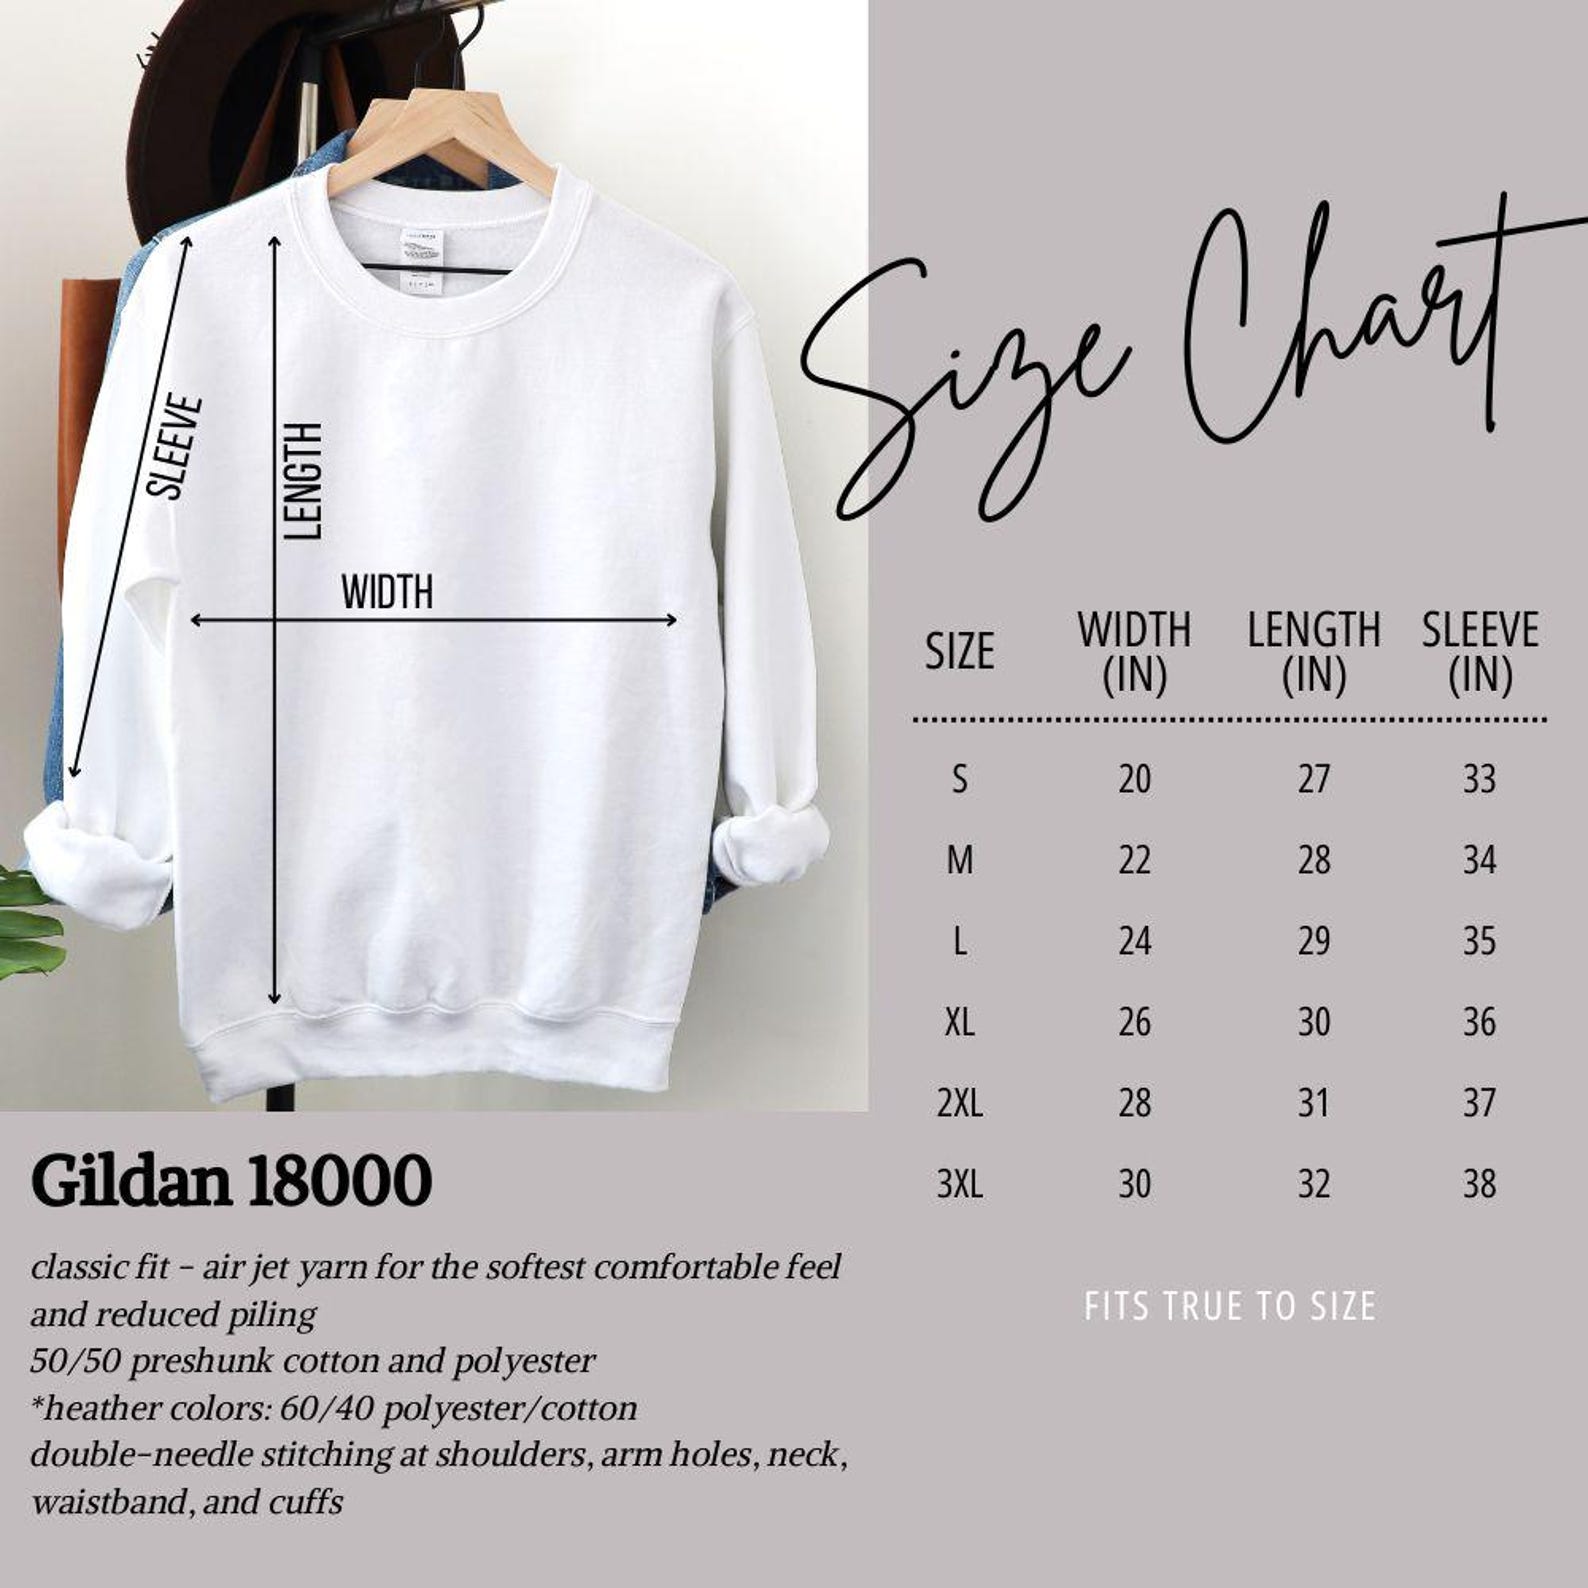 Size Chart
SLEEVE
LENGTH
WIDTH
SIZE WIDTH (IN) LENGTH (IN) SLEEVE (IN)
S 20 27 33
M 22 28 34
L 24 29 35
XL 26 30 36
2XL 28 31 37
3XL 30 32 38
FITS TRUE TO SIZE
Gildan 18000
classic fit - air jet yarn for the softest comfortable feel
and reduced piling
50/50 preshunk cotton and polyester
*heather colors: 60/40 polyester/cotton
double-needle stitching at shoulders, arm holes, neck,
waistband, and cuffs